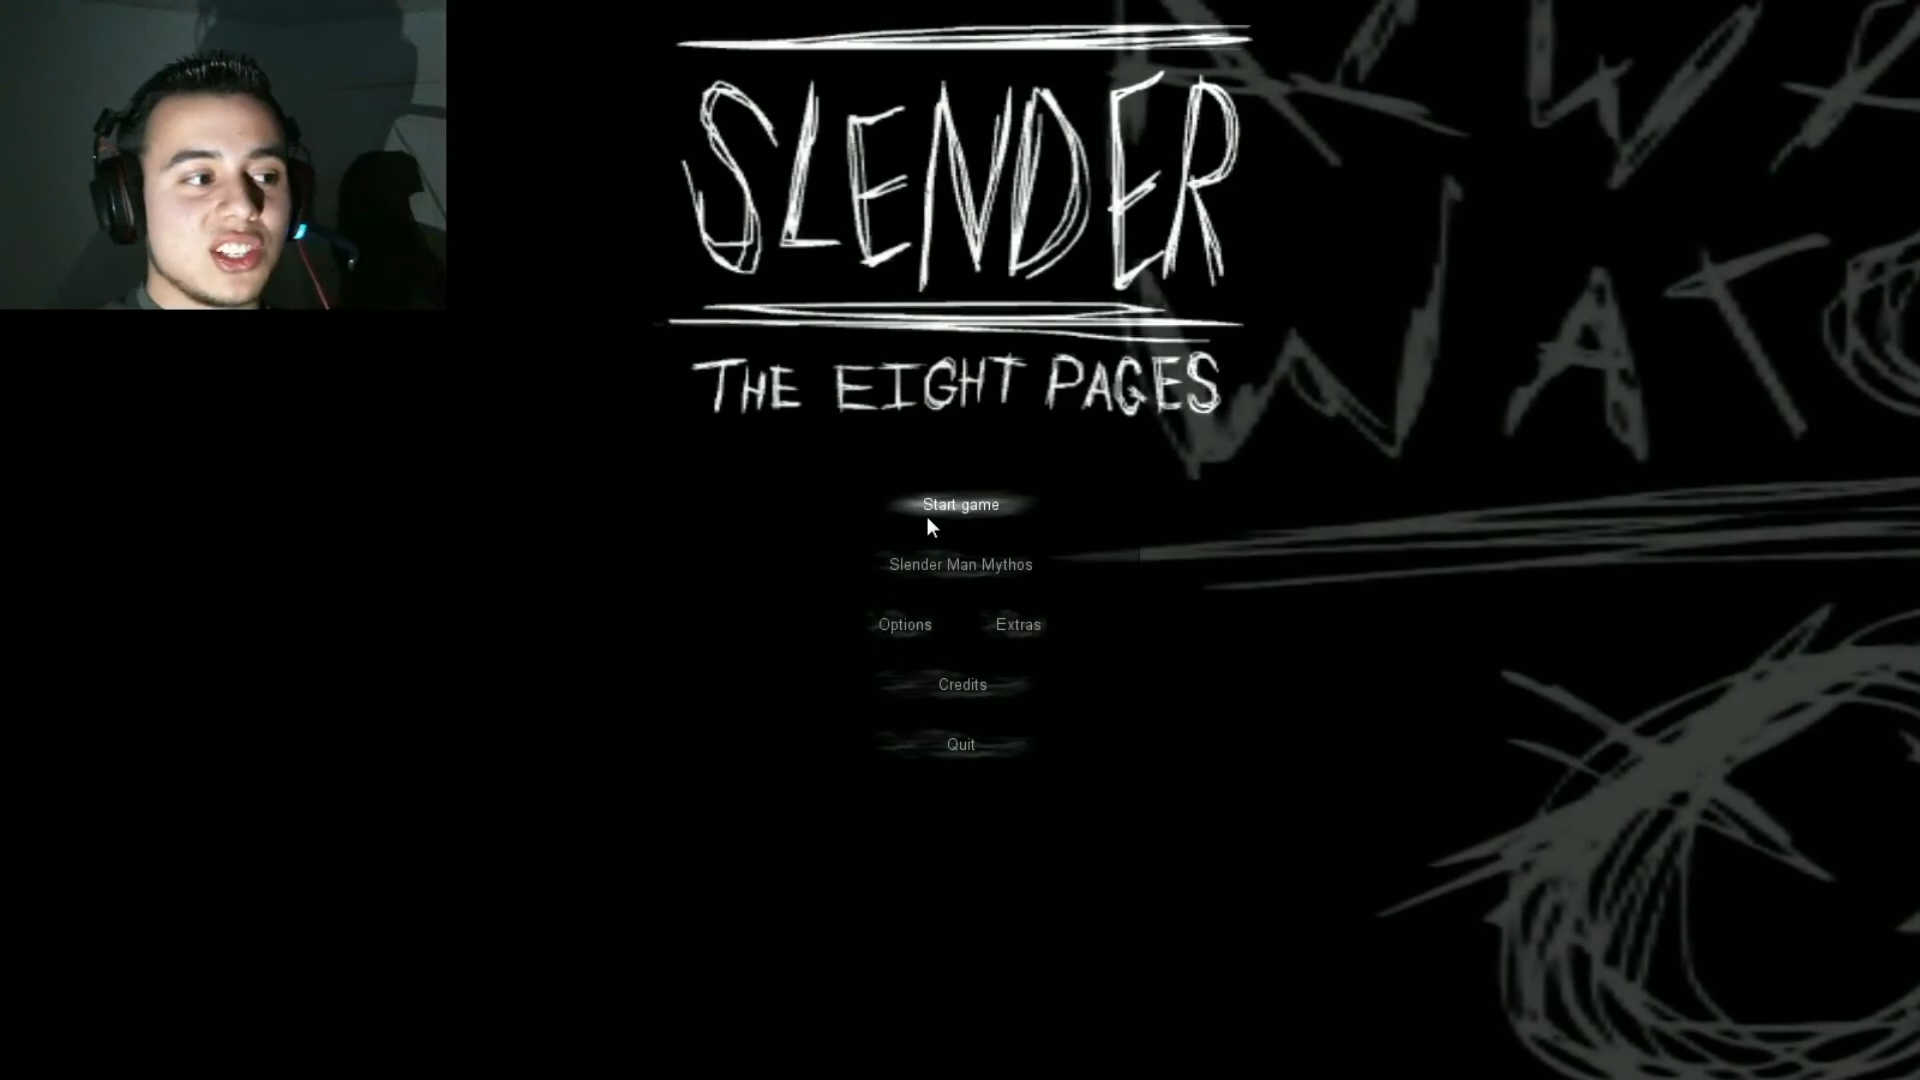 SLENDER
THE EIGHT PAGES
Start game
Slender Man Mythos
Options Extras
Credits
Quit